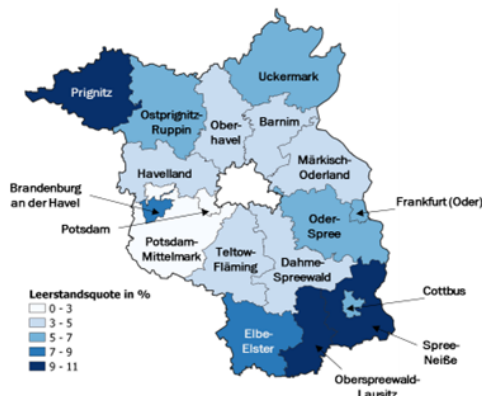 Uckermark
Prignitz
Ostprignitz-
Ruppin
Ober-
havel
Barnim
Havelland
Märkisch-
Oderland
Brandenburg
an der Havel
Potsdam
Frankfurt (Oder)
Oder-
Spree
Potsdam-
Mittelmark
Teltow-
Fläming
Dahme-
Spreewald
Cottbus
Leerstandsquote in %
0 - 3
3 - 5
5 - 7
7 - 9
9 - 11
Elbe-
Elster
Spree-
Neiße
Oberspreewald-
Lausitz